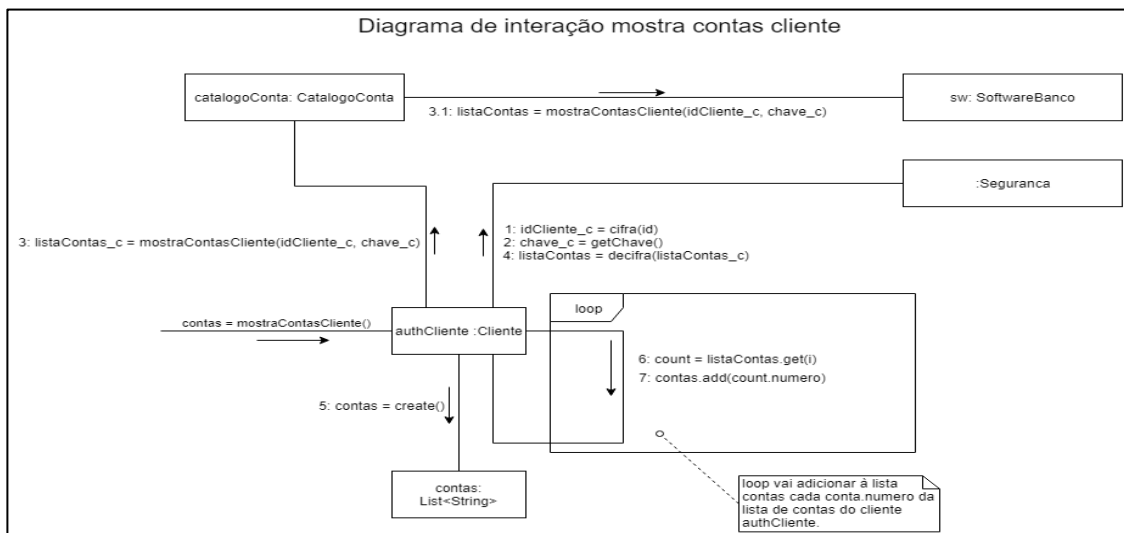 Diagrama de interação mostra contas cliente
catalogoConta: CatalogoConta
sw: SoftwareBanco
3.1: listaContas = mostraContasCliente(idCliente_c, chave_c)
:Seguranca
3: listaContas_c = mostraContasCliente(idCliente_c, chave_c)
1: idCliente_c = cifra(id)
2: chave_c = getChave()
4: listaContas = decifra(listaContas_c)
loop
contas = mostraContasCliente()
authCliente :Cliente
6: count = listaContas.get(i)
7: contas.add(count.numero)
5: contas = create()
contas:
List<String>
loop vai adicionar à lista
contas cada conta.numero da
lista de contas do cliente
authCliente.